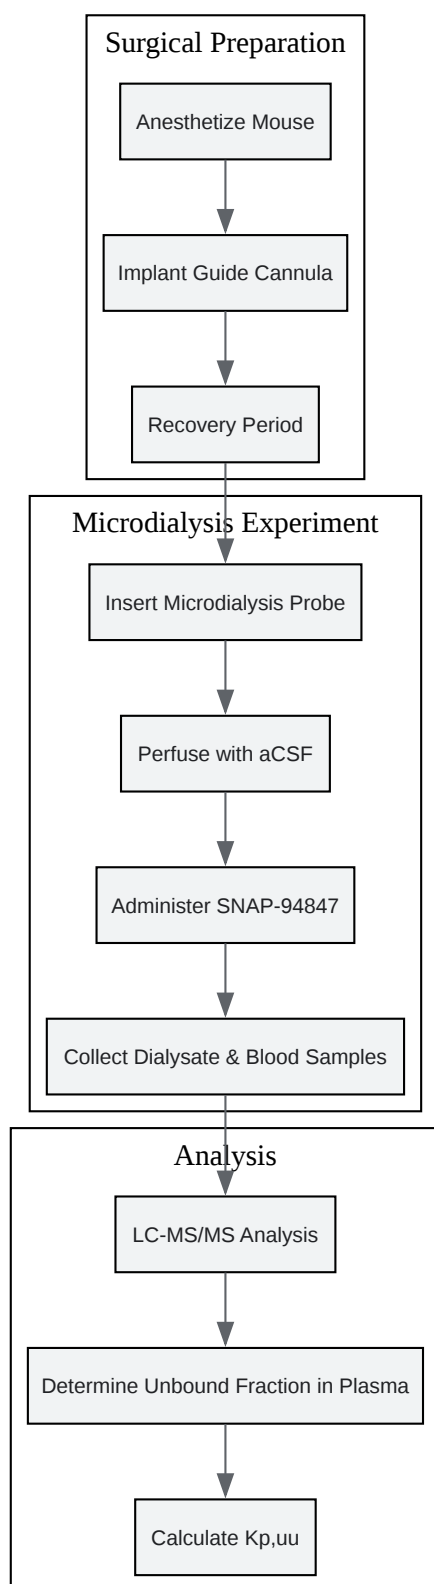 Surgical Preparation
Anesthetize Mouse
Implant Guide Cannula
Recovery Period
Microdialysis Experiment
Insert Microdialysis Probe
Perfuse with aCSF
Administer SNAP-94847
Collect Dialysate & Blood Samples
Analysis
LC-MS/MS Analysis
Determine Unbound Fraction in Plasma
Calculate Kp,uu